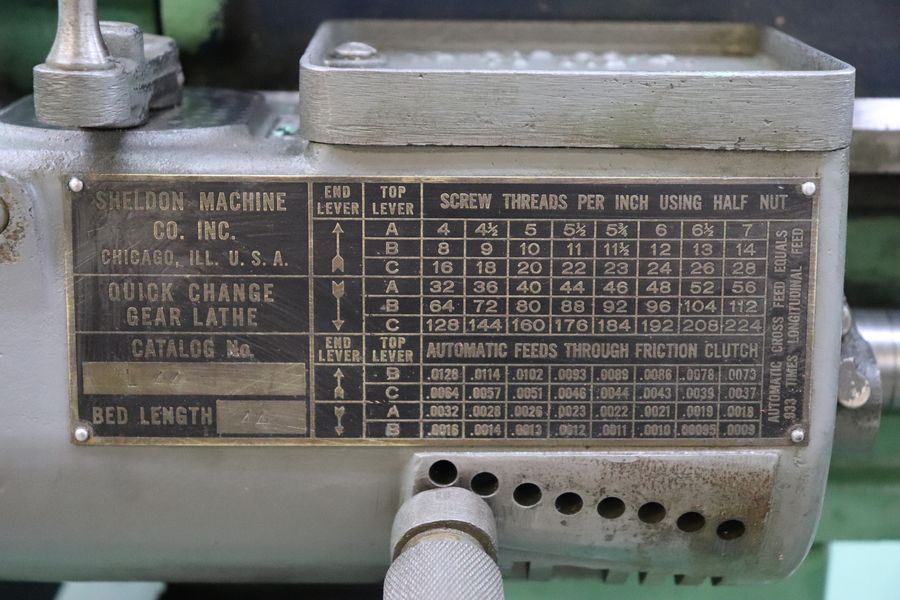 SHELDON MACHINE
CO. INC.
CHICAGO, ILL. U. S. A.
QUICK CHANGE
GEAR LATHE
CATALOG No.
L 44
BED LENGTH 44
END LEVER TOP LEVER SCREW THREADS PER INCH USING HALF NUT
A 4 4½ 5 5½ 5¾ 6 6½ 7
B 8 9 10 11 11½ 12 13 14
C 16 18 20 22 23 24 26 28
A 32 36 40 44 46 48 52 56
B 64 72 80 88 92 96 104 112
C 128 144 160 176 184 192 208 224
END LEVER TOP LEVER AUTOMATIC FEEDS THROUGH FRICTION CLUTCH
B .0128 .0114 .0102 .0093 .0089 .0086 .0078 .0073
C .0064 .0057 .0051 .0046 .0044 .0043 .0039 .0037
A .0032 .0028 .0026 .0023 .0022 .0021 .0019 .0018
B .0016 .0014 .0013 .0012 .0011 .0010 .00095 .0009
AUTOMATIC CROSS FEED EQUALS
.833 TIMES LONGITUDINAL FEED